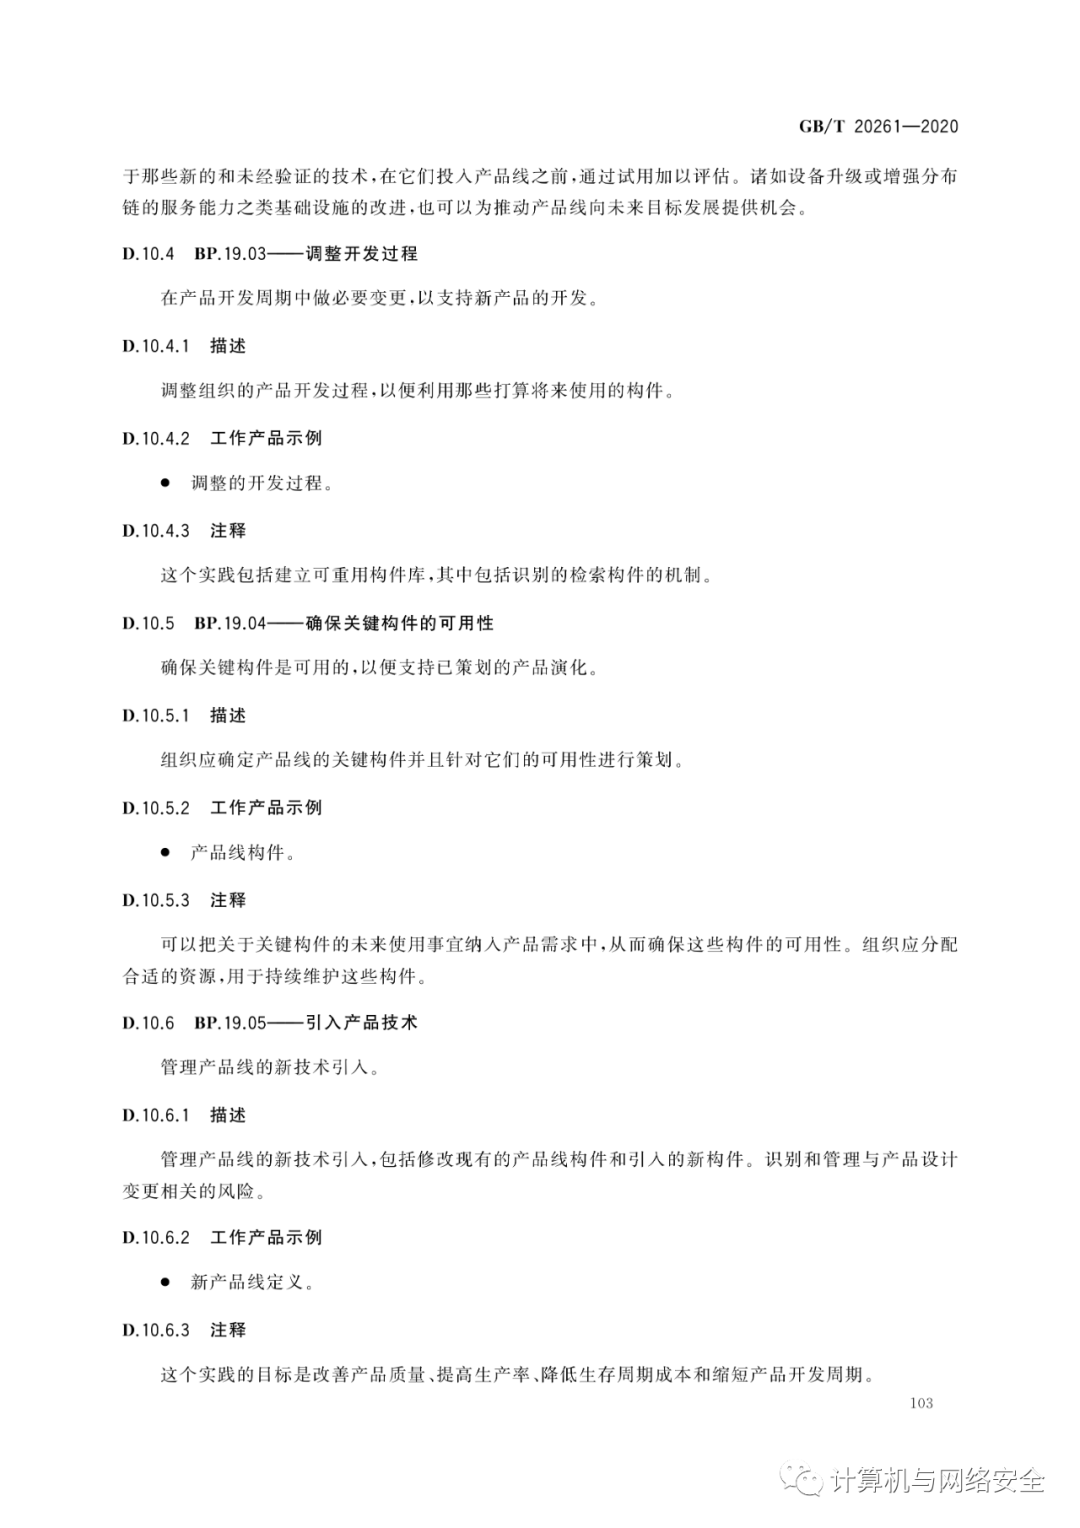 GB/T 20261—2020
于那些新的和未经验证的技术,在它们投入产品线之前,通过试用加以评估。诸如设备升级或增强分布
链的服务能力之类基础设施的改进,也可以为推动产品线向未来目标发展提供机会。
D.10.4 BP.19.03——调整开发过程
在产品开发周期中做必要变更,以支持新产品的开发。
D.10.4.1 描述
调整组织的产品开发过程,以便利用那些打算将来使用的构件。
D.10.4.2 工作产品示例
● 调整的开发过程。
D.10.4.3 注释
这个实践包括建立可重用构件库,其中包括识别的检索构件的机制。
D.10.5 BP.19.04——确保关键构件的可用性
确保关键构件是可用的,以便支持已策划的产品演化。
D.10.5.1 描述
组织应确定产品线的关键构件并且针对它们的可用性进行策划。
D.10.5.2 工作产品示例
● 产品线构件。
D.10.5.3 注释
可以把关于关键构件的未来使用事宜纳入产品需求中,从而确保这些构件的可用性。组织应分配
合适的资源,用于持续维护这些构件。
D.10.6 BP.19.05——引入产品技术
管理产品线的新技术引入。
D.10.6.1 描述
管理产品线的新技术引入,包括修改现有的产品线构件和引入的新构件。识别和管理与产品设计
变更相关的风险。
D.10.6.2 工作产品示例
● 新产品线定义。
D.10.6.3 注释
这个实践的目标是改善产品质量、提高生产率、降低生存周期成本和缩短产品开发周期。
103
计算机与网络安全